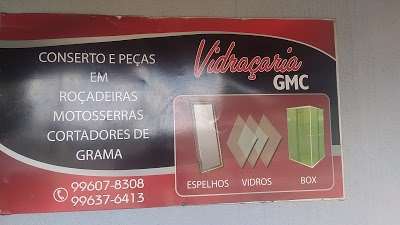 CONSERTO E PEÇAS
EM
ROÇADEIRAS
MOTOSSERRAS
CORTADORES DE
GRAMA
99607-8308
99637-6413
Vidraçaria
GMC
ESPELHOS VIDROS BOX